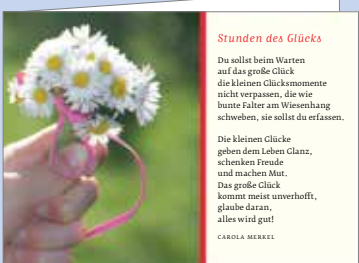 Stunden des Glücks
Du sollst beim Warten
auf das große Glück
die kleinen Glücksmomente
nicht verpassen, die wie
bunte Falter am Wiesenhang
schweben, sie sollst du erfassen.
Die kleinen Glücke
geben dem Leben Glanz,
schenken Freude
und machen Mut.
Das große Glück
kommt meist unverhofft,
glaube daran,
alles wird gut!
CAROLA MERKEL